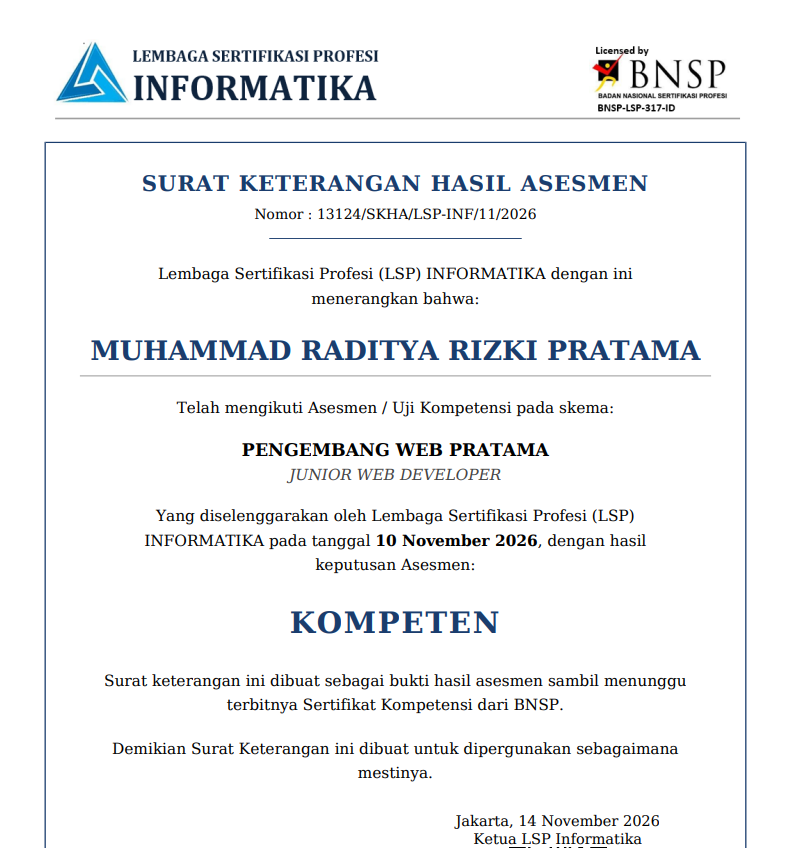 LEMBAGA SERTIFIKASI PROFESI
INFORMATIKA
Licensed by
BNSP
BADAN NASIONAL SERTIFIKASI PROFESI
BNSP-LSP-317-ID
SURAT KETERANGAN HASIL ASESMEN
Nomor : 13124/SKHA/LSP-INF/11/2026
Lembaga Sertifikasi Profesi (LSP) INFORMATIKA dengan ini
menerangkan bahwa:
MUHAMMAD RADITYA RIZKI PRATAMA
Telah mengikuti Asesmen / Uji Kompetensi pada skema:
PENGEMBANG WEB PRATAMA
JUNIOR WEB DEVELOPER
Yang diselenggarakan oleh Lembaga Sertifikasi Profesi (LSP)
INFORMATIKA pada tanggal 10 November 2026, dengan hasil
keputusan Asesmen:
KOMPETEN
Surat keterangan ini dibuat sebagai bukti hasil asesmen sambil menunggu
terbitnya Sertifikat Kompetensi dari BNSP.
Demikian Surat Keterangan ini dibuat untuk dipergunakan sebagaimana
mestinya.
Jakarta, 14 November 2026
Ketua LSP Informatika